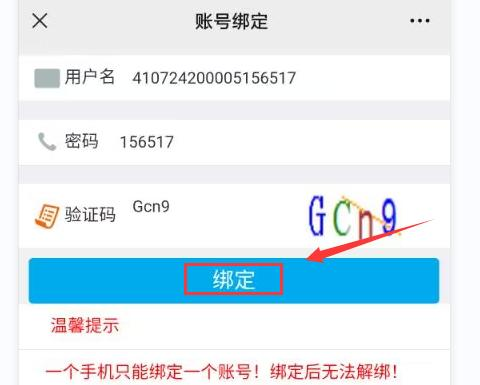 账号绑定
用户名 410724200005156517
密码 156517
验证码 Gcn9 GCn9
绑定
温馨提示
一个手机只能绑定一个账号！绑定后无法解绑！